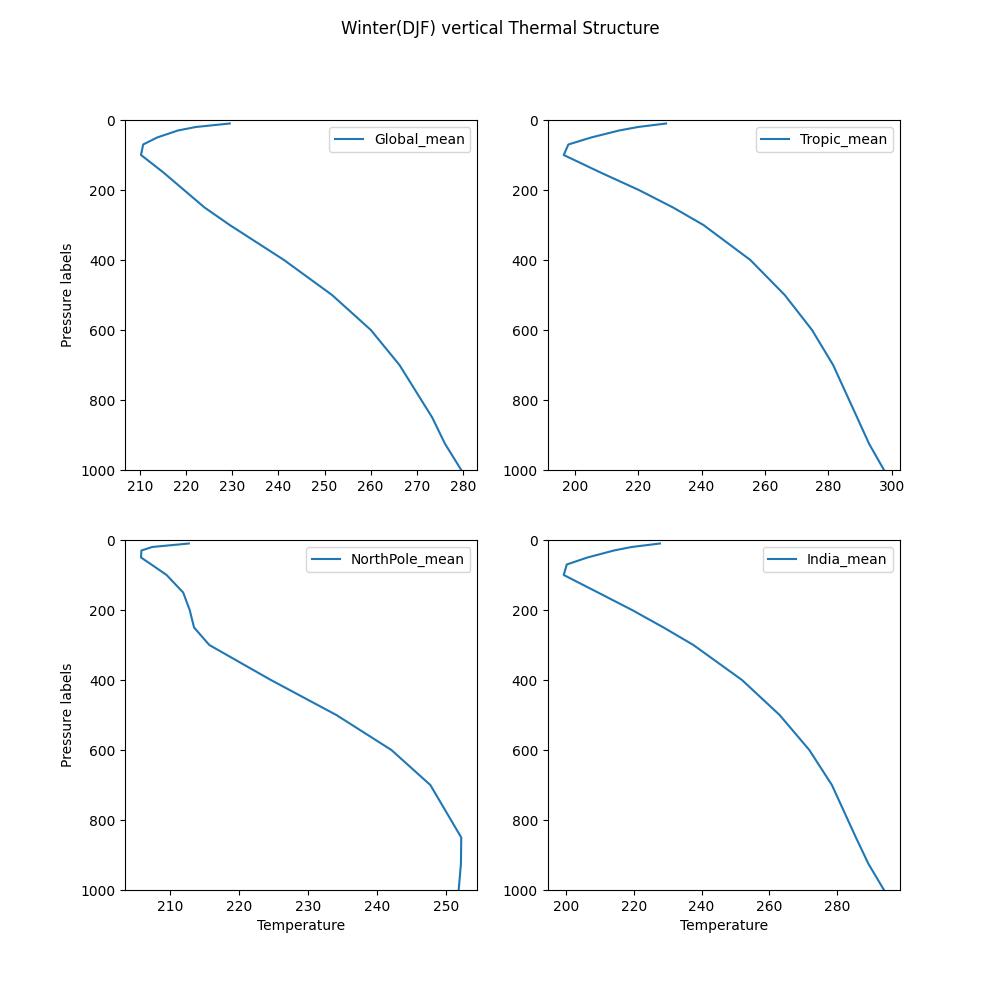 Winter(DJF) vertical Thermal Structure
Global_mean
0
200
400
600
800
1000
Pressure labels
210 220 230 240 250 260 270 280
Tropic_mean
0
200
400
600
800
1000
200 220 240 260 280 300
NorthPole_mean
0
200
400
600
800
1000
Pressure labels
210 220 230 240 250
Temperature
India_mean
0
200
400
600
800
1000
200 220 240 260 280
Temperature